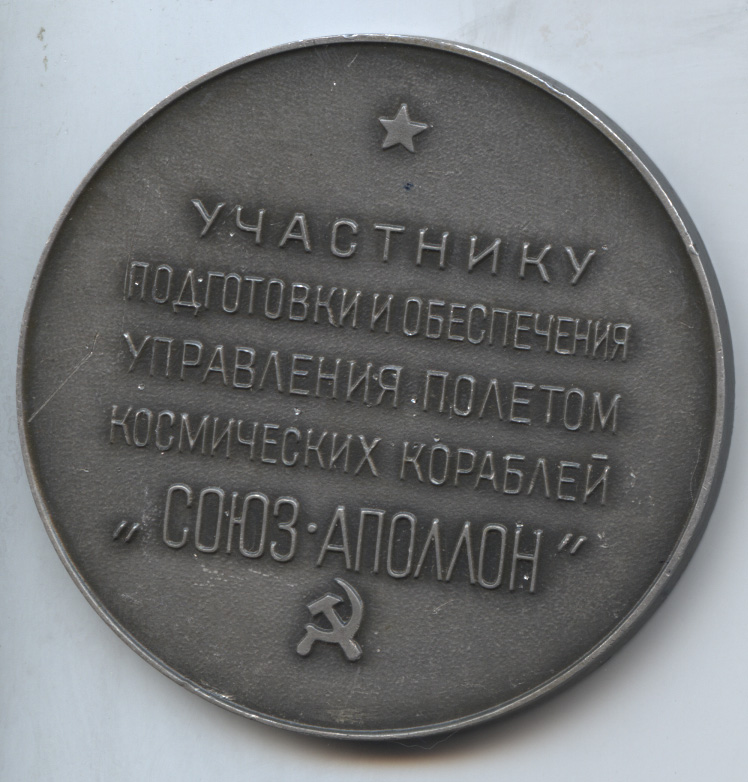 УЧАСТНИКУ
ПОДГОТОВКИ И ОБЕСПЕЧЕНИЯ
УПРАВЛЕНИЯ ПОЛЕТОМ
КОСМИЧЕСКИХ КОРАБЛЕЙ
„СОЮЗ·АПОЛЛОН"